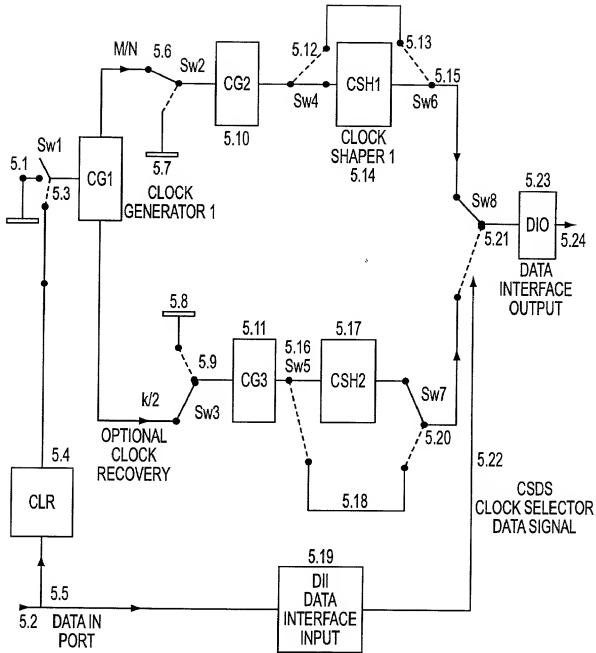 5.12
5.13
M/N
5.6
Sw2
CG2
Sw4
CSH1
Sw6
5.15
5.10
CLOCK
SHAPER 1
5.14
Sw1
5.1
5.3
CG1
5.7
CLOCK
GENERATOR 1
Sw8
5.23
DIO
5.21
5.24
DATA
INTERFACE
OUTPUT
5.8
5.9
5.11
CG3
5.16
Sw5
5.17
CSH2
Sw7
5.20
k/2
Sw3
OPTIONAL
CLOCK
RECOVERY
5.18
5.22
CSDS
CLOCK SELECTOR
DATA SIGNAL
5.4
CLR
5.5
5.2
DATA IN
PORT
5.19
DII
DATA
INTERFACE
INPUT